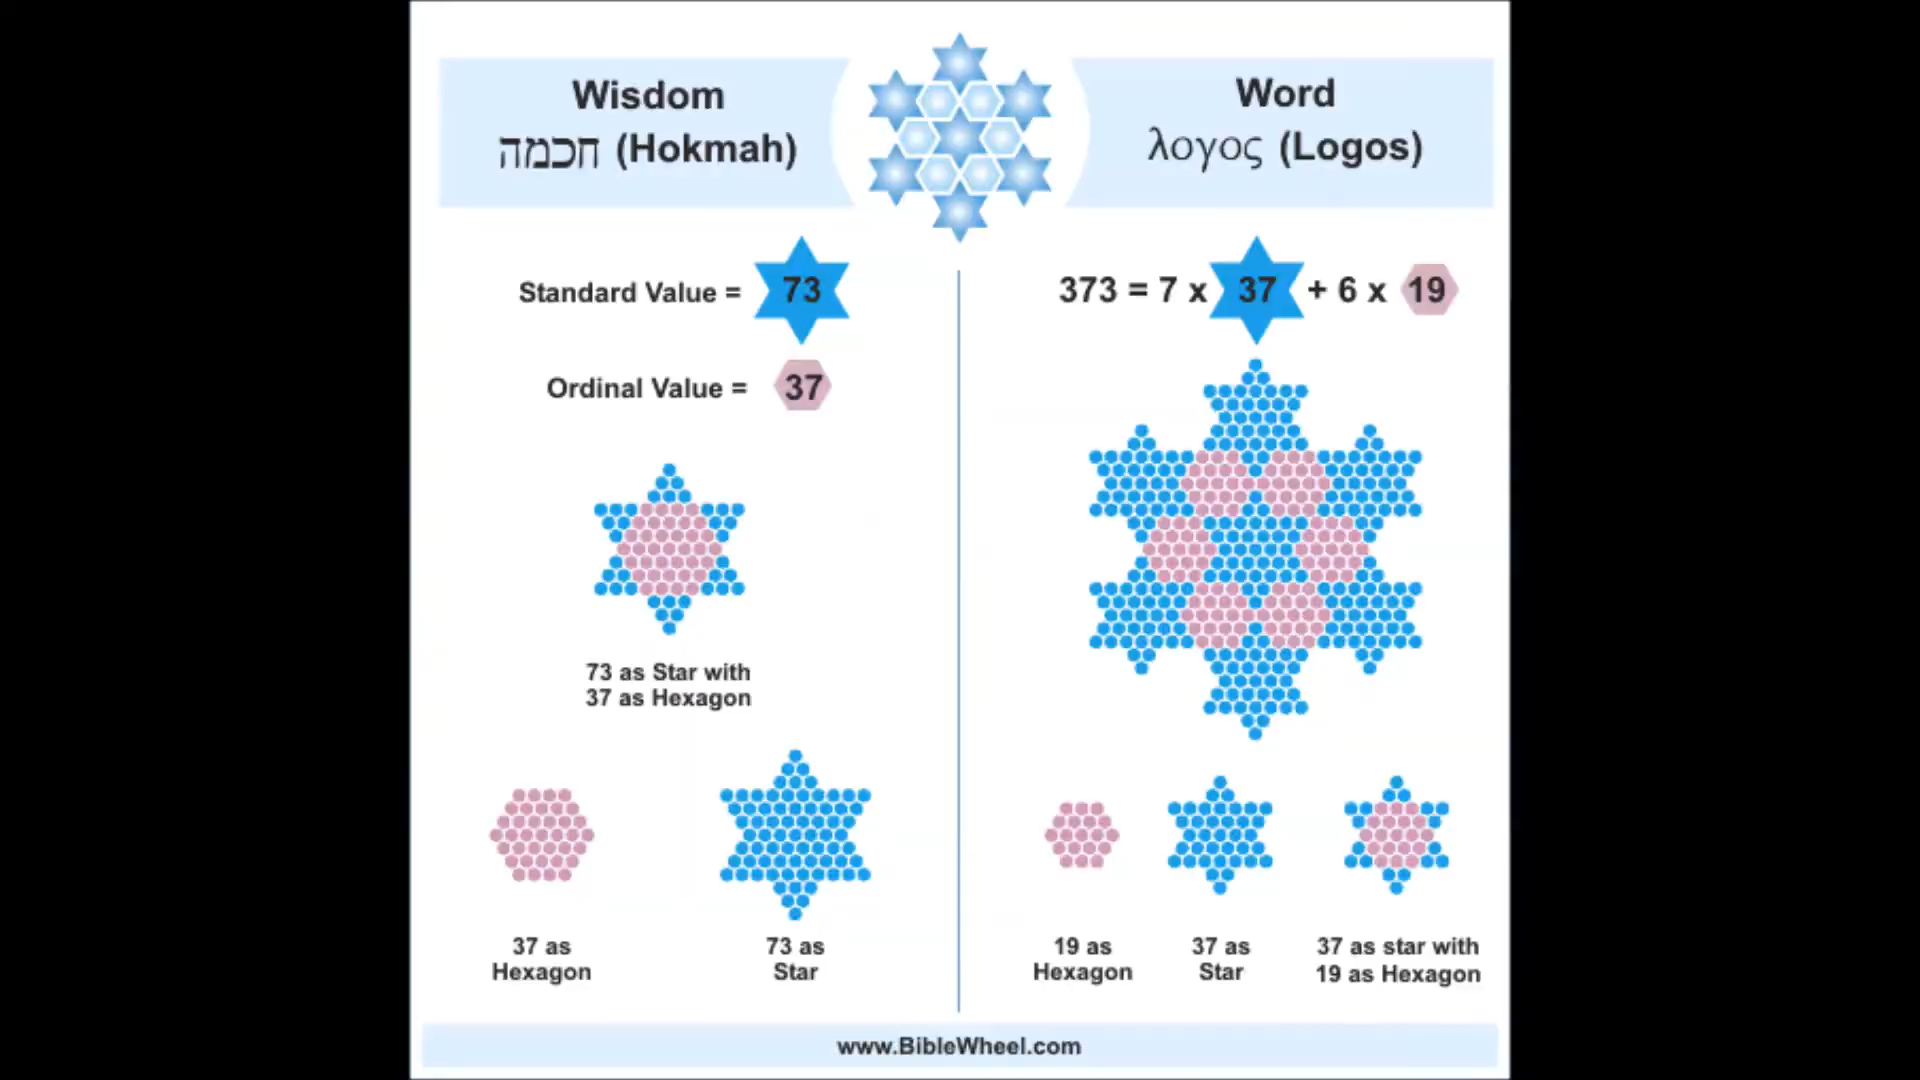 Wisdom
חכמה (Hokmah)
Standard Value = 73
Ordinal Value = 37
73 as Star with
37 as Hexagon
37 as
Hexagon
73 as
Star
Word
λογος (Logos)
373 = 7 x 37 + 6 x 19
19 as
Hexagon
37 as
Star
37 as star with
19 as Hexagon
www.BibleWheel.com